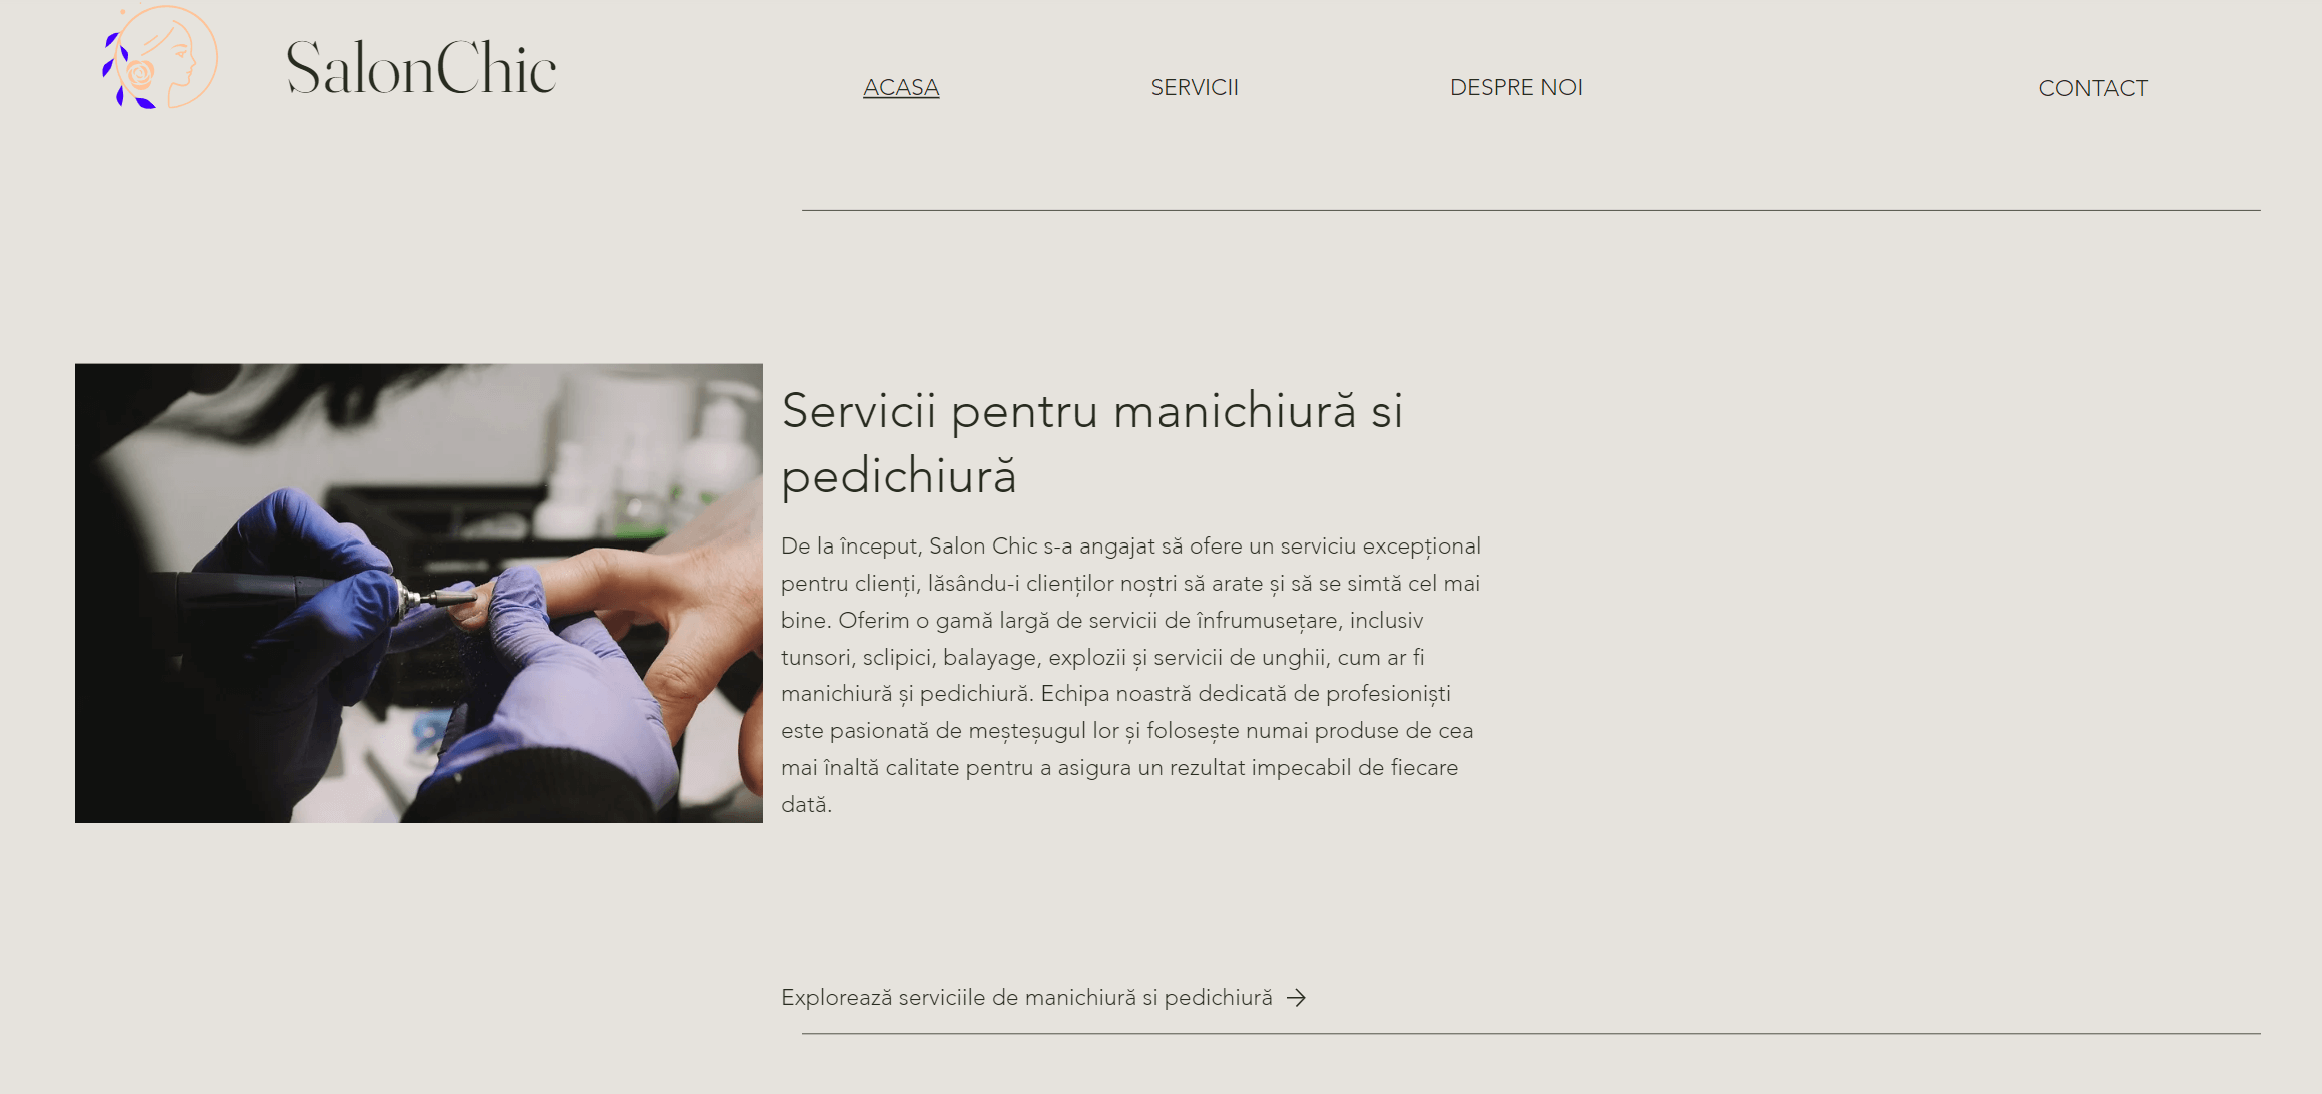 SalonChic
ACASA
SERVICII
DESPRE NOI
CONTACT
Servicii pentru manichiură si
pedichiură
De la început, Salon Chic s-a angajat să ofere un serviciu excepțional
pentru clienți, lăsându-i clienților noștri să arate și să se simtă cel mai
bine. Oferim o gamă largă de servicii de înfrumusețare, inclusiv
tunsori, sclipici, balayage, explozii și servicii de unghii, cum ar fi
manichiură și pedichiură. Echipa noastră dedicată de profesioniști
este pasionată de meșteșugul lor și folosește numai produse de cea
mai înaltă calitate pentru a asigura un rezultat impecabil de fiecare
dată.
Explorează serviciile de manichiură si pedichiură →